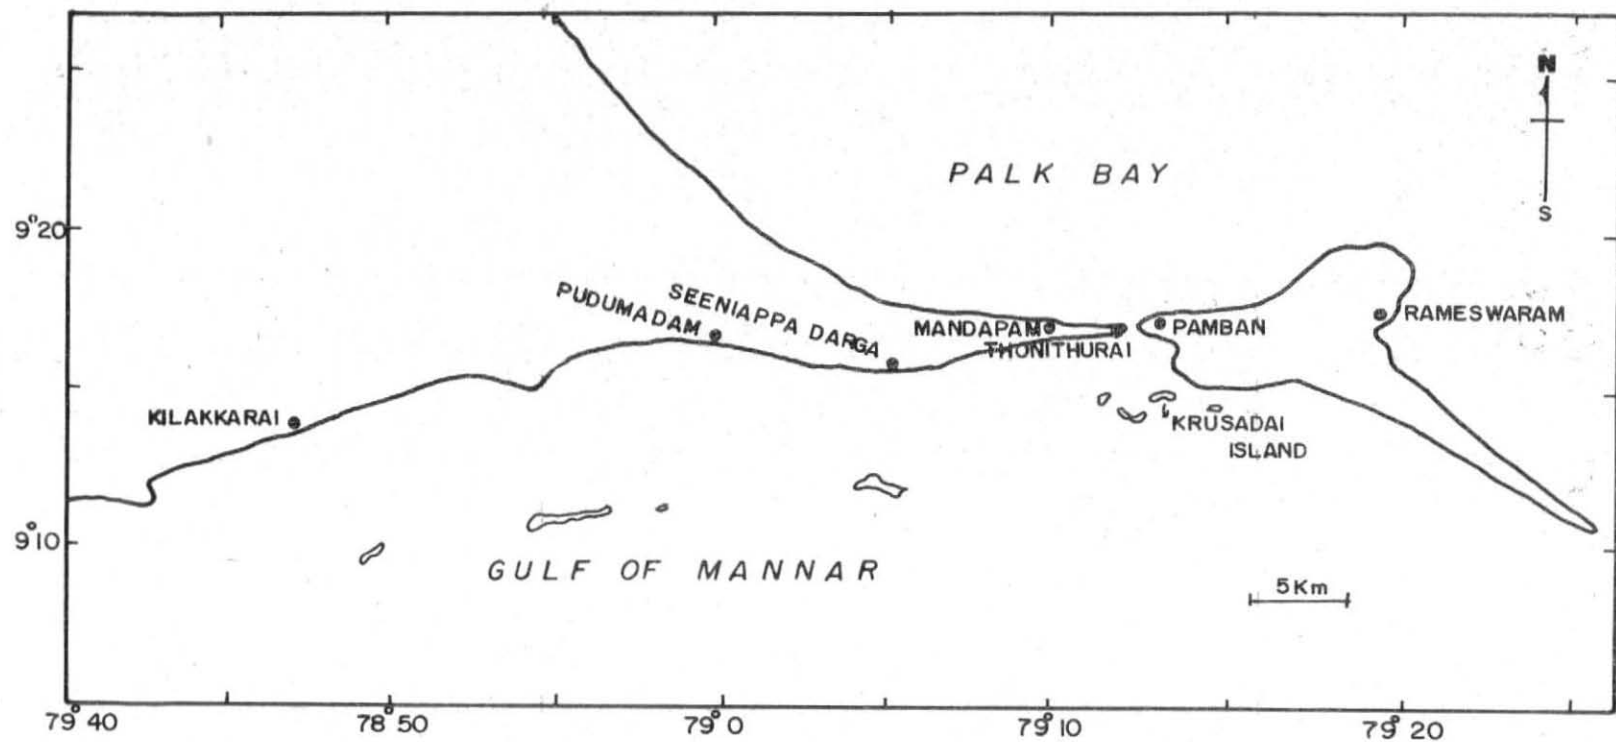 N
S
PALK BAY
9°20
PUDUMADAM
SEENIAPPA DARGA
MANDAPAM
THONITHURAI
PAMBAN
RAMESWARAM
KILAKKARAI
KRUSADAI
ISLAND
9°10
GULF OF MANNAR
5Km
79°40
78°50
79°0
79°10
79°20